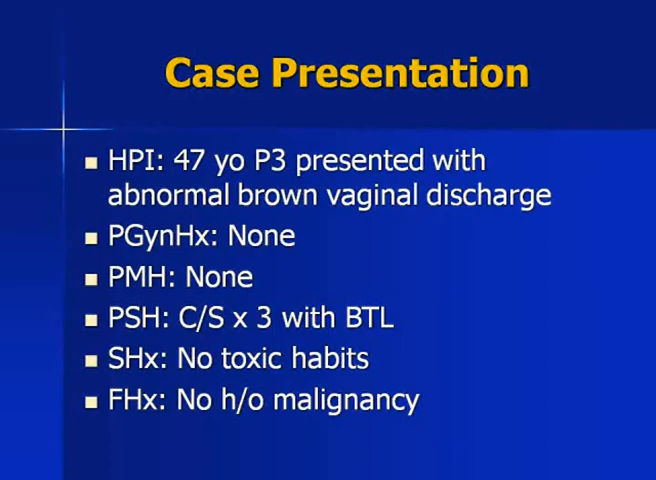 Case Presentation
HPI: 47 yo P3 presented with
abnormal brown vaginal discharge
PGynHx: None
PMH: None
PSH: C/S x 3 with BTL
SHx: No toxic habits
FHx: No h/o malignancy